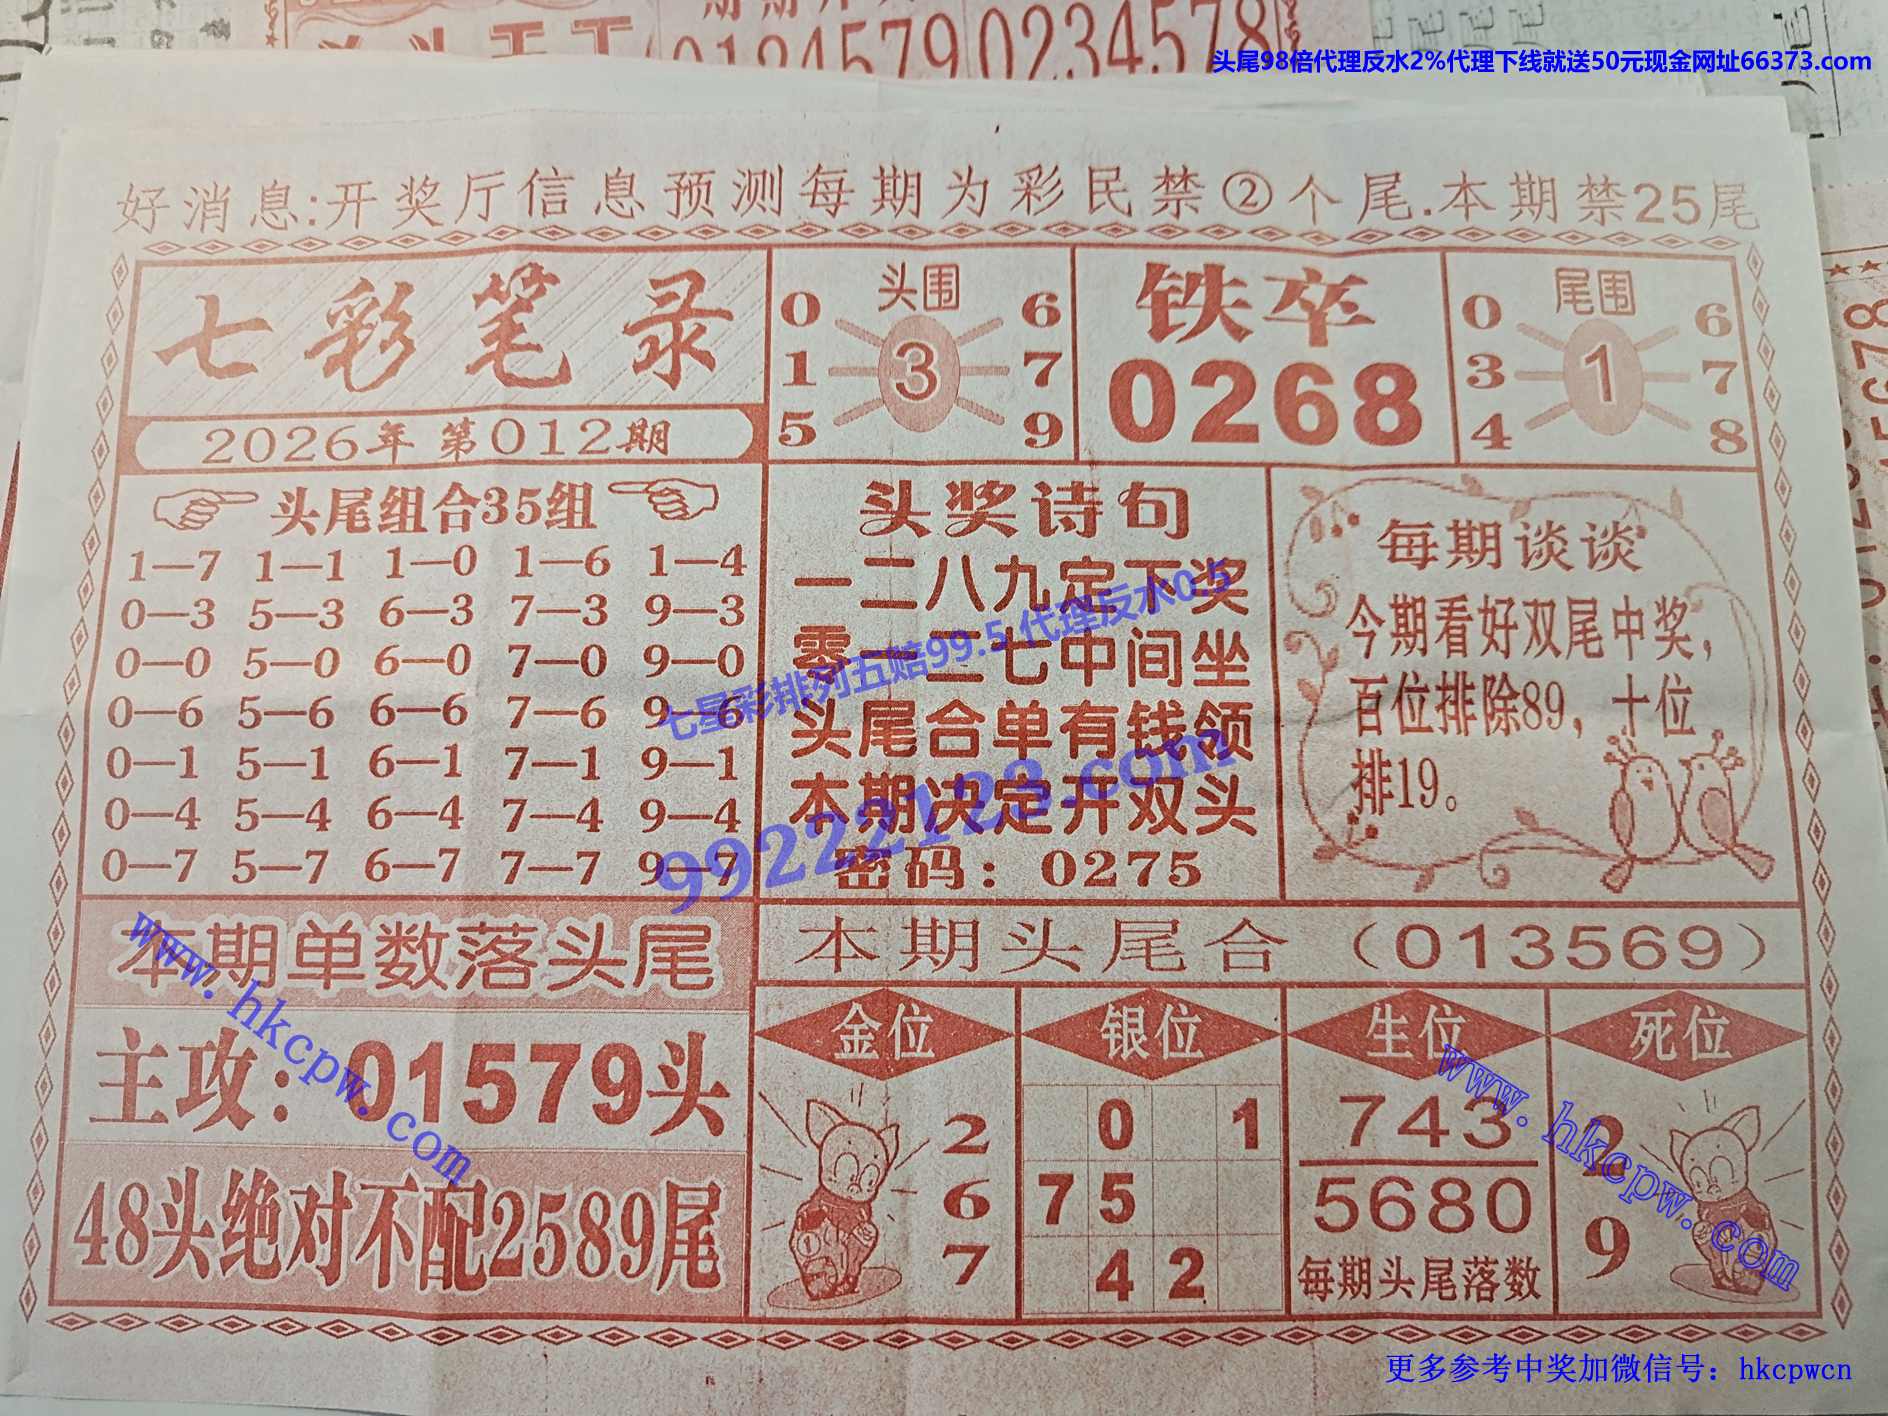 0124579 0234578
头尾98倍代理反水2%代理下线就送50元现金网址66373.com
好消息:开奖厅信息预测每期为彩民禁②个尾.本期禁25尾
七彩笔录
2026年 第012期
头围
0 6
1 3 7
5 9
铁卒
0268
尾围
0 6
3 1 7
4 8
头尾组合35组
1—7 1—1 1—0 1—6 1—4
0—3 5—3 6—3 7—3 9—3
0—0 5—0 6—0 7—0 9—0
0—6 5—6 6—6 7—6 9—6
0—1 5—1 6—1 7—1 9—1
0—4 5—4 6—4 7—4 9—4
0—7 5—7 6—7 7—7 9—7
头奖诗句
一二八九定下奖
零一三七中间坐
头尾合单有钱领
本期决定开双头
密码：0275
七星彩排列五赔99.5 代理反水0.5
99222123.com
每期谈谈
今期看好双尾中奖，
百位排除89，十位
排19。
本期单数落头尾
主攻：01579头
48头绝对不配2589尾
www.hkcpw.com
本期头尾合（013569）
金位
2
6
7
银位
0 1
7 5
4 2
生位
743
5680
每期头尾落数
死位
2
9
www.hkcpw.com
更多参考中奖加微信号：hkcpwcn